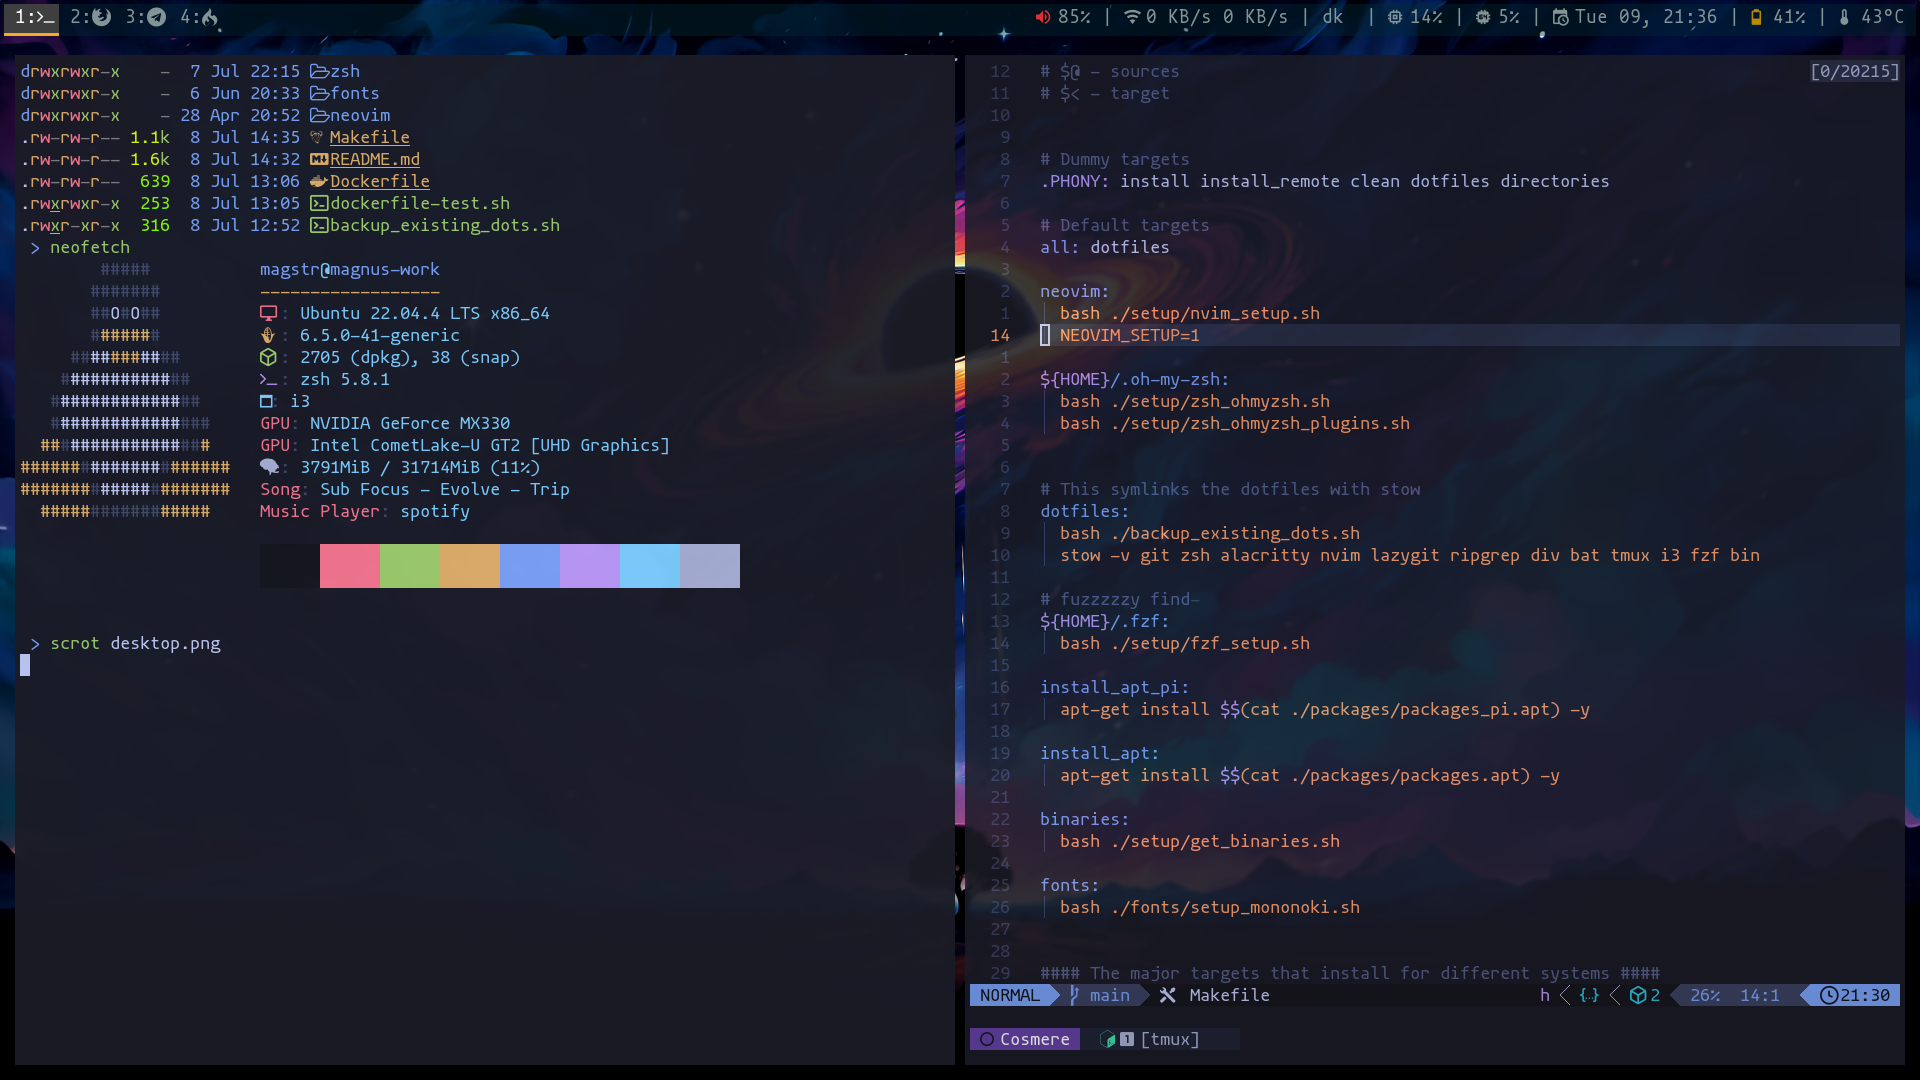 1: 2: 3: 4: 85% | 0 KB/s 0 KB/s | dk | 14% | 5% | Tue 09, 21:36 | 41% | 43°C
drwxrwxr-x - 7 Jul 22:15 zsh
drwxrwxr-x - 6 Jun 20:33 fonts
drwxrwxr-x - 28 Apr 20:52 neovim
.rw-rw-r-- 1.1k 8 Jul 14:35 Makefile
.rw-rw-r-- 1.6k 8 Jul 14:32 README.md
.rw-rw-r-- 639 8 Jul 13:06 Dockerfile
.rwxrwxr-x 253 8 Jul 13:05 dockerfile-test.sh
.rwxr-xr-x 316 8 Jul 12:52 backup_existing_dots.sh
> neofetch
##### magstr@magnus-work
####### ------------------
##O#O## : Ubuntu 22.04.4 LTS x86_64
####### : 6.5.0-41-generic
########### : 2705 (dpkg), 38 (snap)
############# >_ : zsh 5.8.1
############### : i3
################ GPU: NVIDIA GeForce MX330
################# GPU: Intel CometLake-U GT2 [UHD Graphics]
##################### : 3791MiB / 31714MiB (11%)
##################### Song: Sub Focus - Evolve - Trip
################# Music Player: spotify
> scrot desktop.png
12 # $@ - sources [0/20215]
11 # $< - target
10
9
8 # Dummy targets
7 .PHONY: install install_remote clean dotfiles directories
6
5 # Default targets
4 all: dotfiles
3
2 neovim:
1 bash ./setup/nvim_setup.sh
14 NEOVIM_SETUP=1
1
2 ${HOME}/.oh-my-zsh:
3 bash ./setup/zsh_ohmyzsh.sh
4 bash ./setup/zsh_ohmyzsh_plugins.sh
5
6
7 # This symlinks the dotfiles with stow
8 dotfiles:
9 bash ./backup_existing_dots.sh
10 stow -v git zsh alacritty nvim lazygit ripgrep div bat tmux i3 fzf bin
11
12 # fuzzzzzy find-
13 ${HOME}/.fzf:
14 bash ./setup/fzf_setup.sh
15
16 install_apt_pi:
17 apt-get install $$(cat ./packages/packages_pi.apt) -y
18
19 install_apt:
20 apt-get install $$(cat ./packages/packages.apt) -y
21
22 binaries:
23 bash ./setup/get_binaries.sh
24
25 fonts:
26 bash ./fonts/setup_mononoki.sh
27
28
29 #### The major targets that install for different systems ####
NORMAL main Makefile h < {..} < 2 26% 14:1 21:30
Cosmere 1 [tmux]